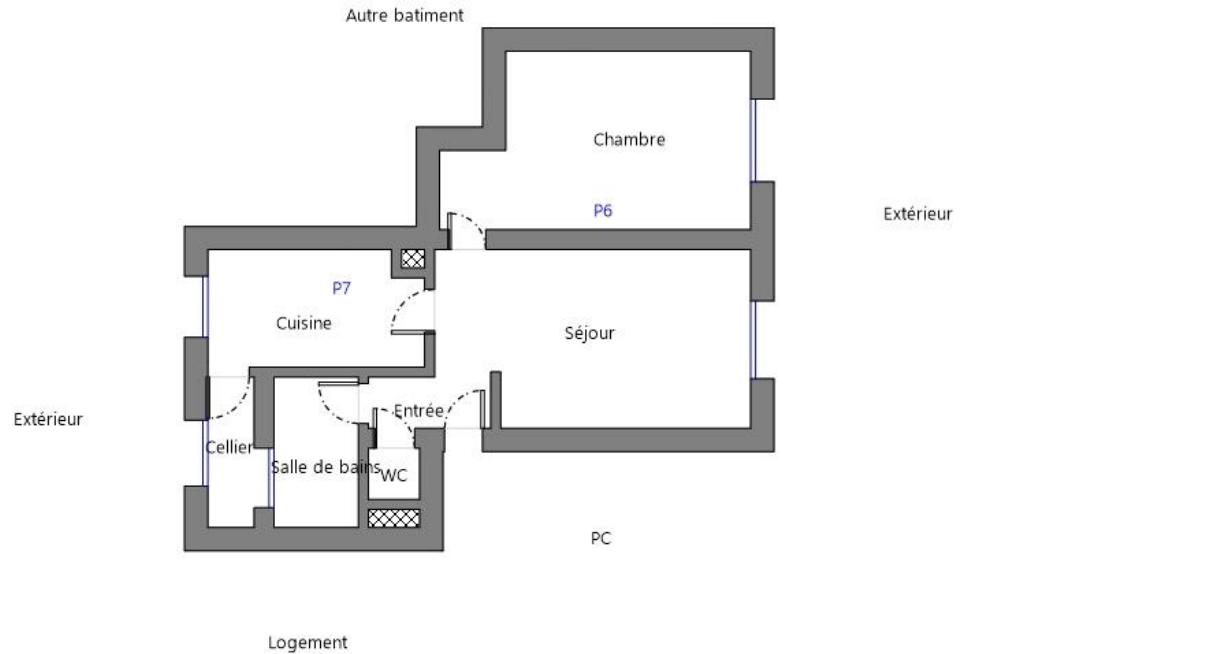 Autre batiment
Chambre
P6
Extérieur
P7
Cuisine
Séjour
Entrée
Extérieur
Cellier
Salle de bains
WC
PC
Logement